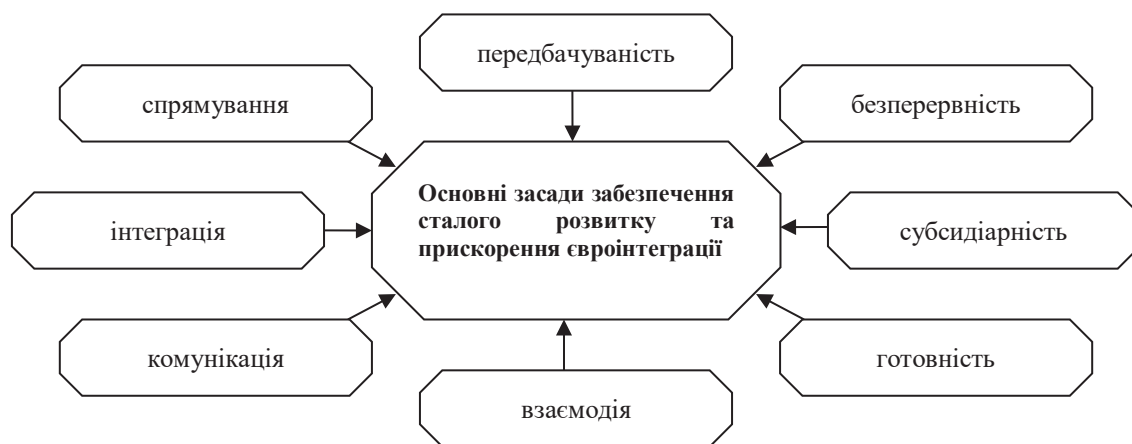 передбачуваність
спрямування
безперервність
Основні засади забезпечення
сталого розвитку та
прискорення євроінтеграції
інтеграція
субсидіарність
комунікація
готовність
взаємодія